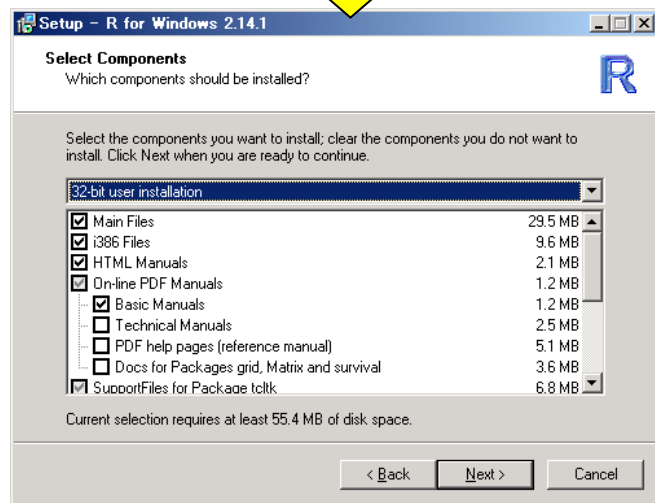 Setup - R for Windows 2.14.1
Select Components
Which components should be installed?
R
Select the components you want to install; clear the components you do not want to
install. Click Next when you are ready to continue.
32-bit user installation
Main Files 29.5 MB
i386 Files 9.6 MB
HTML Manuals 2.1 MB
On-line PDF Manuals 1.2 MB
Basic Manuals 1.2 MB
Technical Manuals 2.5 MB
PDF help pages (reference manual) 5.1 MB
Docs for Packages grid, Matrix and survival 3.6 MB
SupportFiles for Package tcltk 6.8 MB
Current selection requires at least 55.4 MB of disk space.
< Back Next > Cancel